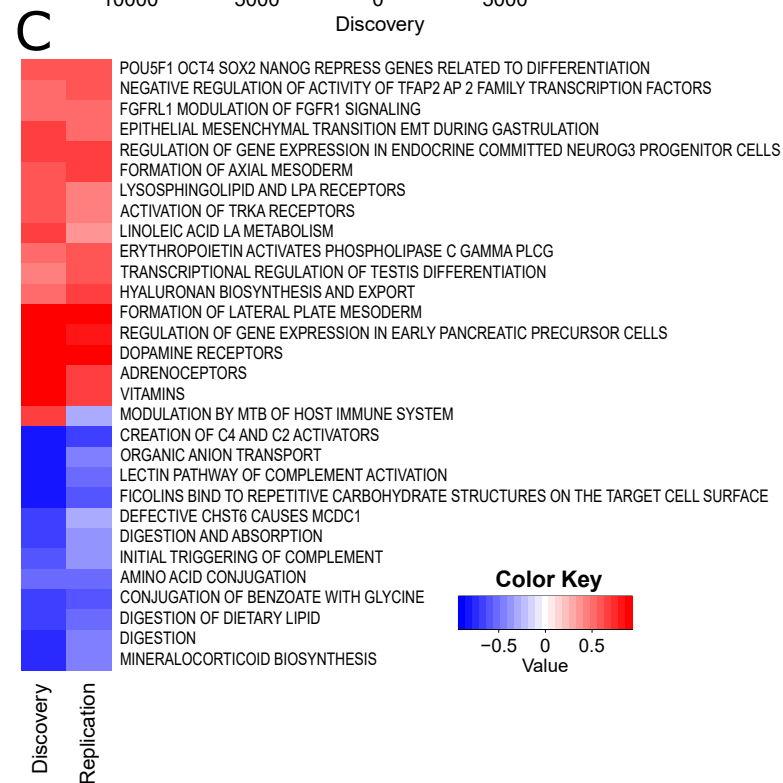 C
10000 5000 0 5000
Discovery
POU5F1 OCT4 SOX2 NANOG REPRESS GENES RELATED TO DIFFERENTIATION
NEGATIVE REGULATION OF ACTIVITY OF TFAP2 AP 2 FAMILY TRANSCRIPTION FACTORS
FGFRL1 MODULATION OF FGFR1 SIGNALING
EPITHELIAL MESENCHYMAL TRANSITION EMT DURING GASTRULATION
REGULATION OF GENE EXPRESSION IN ENDOCRINE COMMITTED NEUROG3 PROGENITOR CELLS
FORMATION OF AXIAL MESODERM
LYSOSPHINGOLIPID AND LPA RECEPTORS
ACTIVATION OF TRKA RECEPTORS
LINOLEIC ACID LA METABOLISM
ERYTHROPOIETIN ACTIVATES PHOSPHOLIPASE C GAMMA PLCG
TRANSCRIPTIONAL REGULATION OF TESTIS DIFFERENTIATION
HYALURONAN BIOSYNTHESIS AND EXPORT
FORMATION OF LATERAL PLATE MESODERM
REGULATION OF GENE EXPRESSION IN EARLY PANCREATIC PRECURSOR CELLS
DOPAMINE RECEPTORS
ADRENOCEPTORS
VITAMINS
MODULATION BY MTB OF HOST IMMUNE SYSTEM
CREATION OF C4 AND C2 ACTIVATORS
ORGANIC ANION TRANSPORT
LECTIN PATHWAY OF COMPLEMENT ACTIVATION
FICOLINS BIND TO REPETITIVE CARBOHYDRATE STRUCTURES ON THE TARGET CELL SURFACE
DEFECTIVE CHST6 CAUSES MCDC1
DIGESTION AND ABSORPTION
INITIAL TRIGGERING OF COMPLEMENT
AMINO ACID CONJUGATION
CONJUGATION OF BENZOATE WITH GLYCINE
DIGESTION OF DIETARY LIPID
DIGESTION
MINERALOCORTICOID BIOSYNTHESIS
Color Key
−0.5 0 0.5
Value
Discovery
Replication